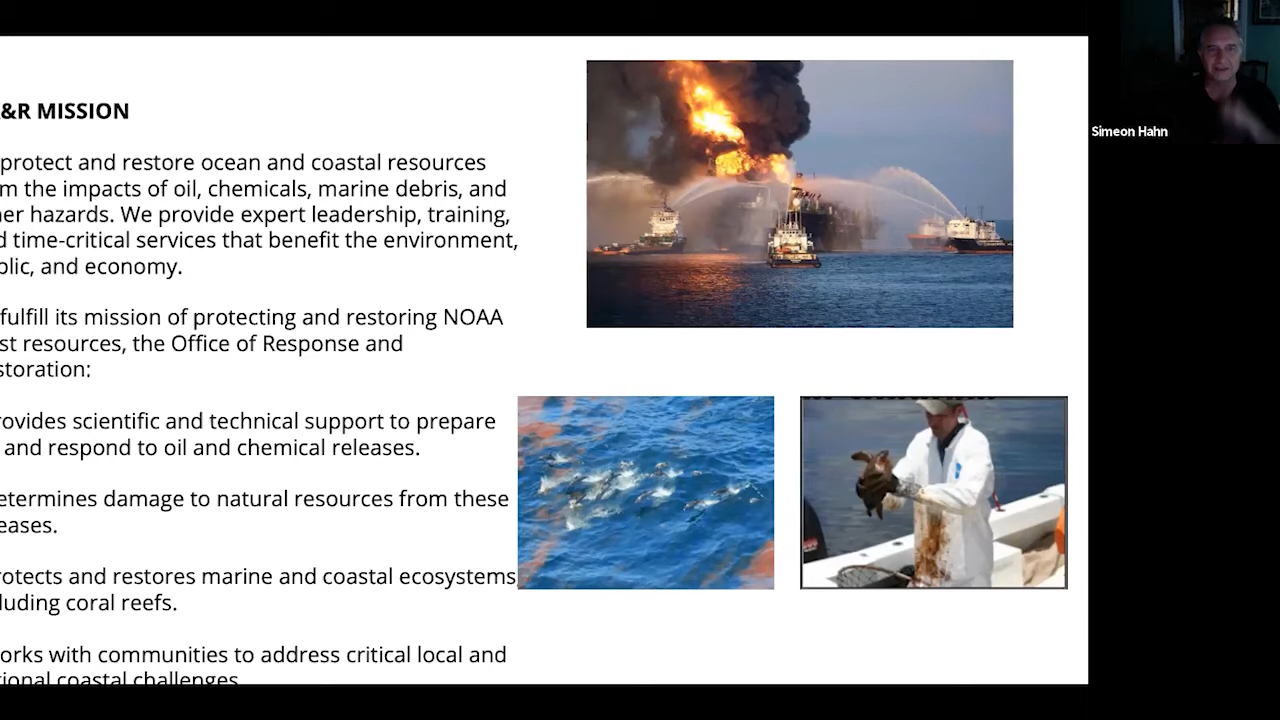 &R MISSION
protect and restore ocean and coastal resources
m the impacts of oil, chemicals, marine debris, and
er hazards. We provide expert leadership, training,
d time-critical services that benefit the environment,
blic, and economy.
fulfill its mission of protecting and restoring NOAA
st resources, the Office of Response and
storation:
rovides scientific and technical support to prepare
and respond to oil and chemical releases.
etermines damage to natural resources from these
eases.
rotects and restores marine and coastal ecosystems
luding coral reefs.
orks with communities to address critical local and
tional coastal challenges
Simeon Hahn